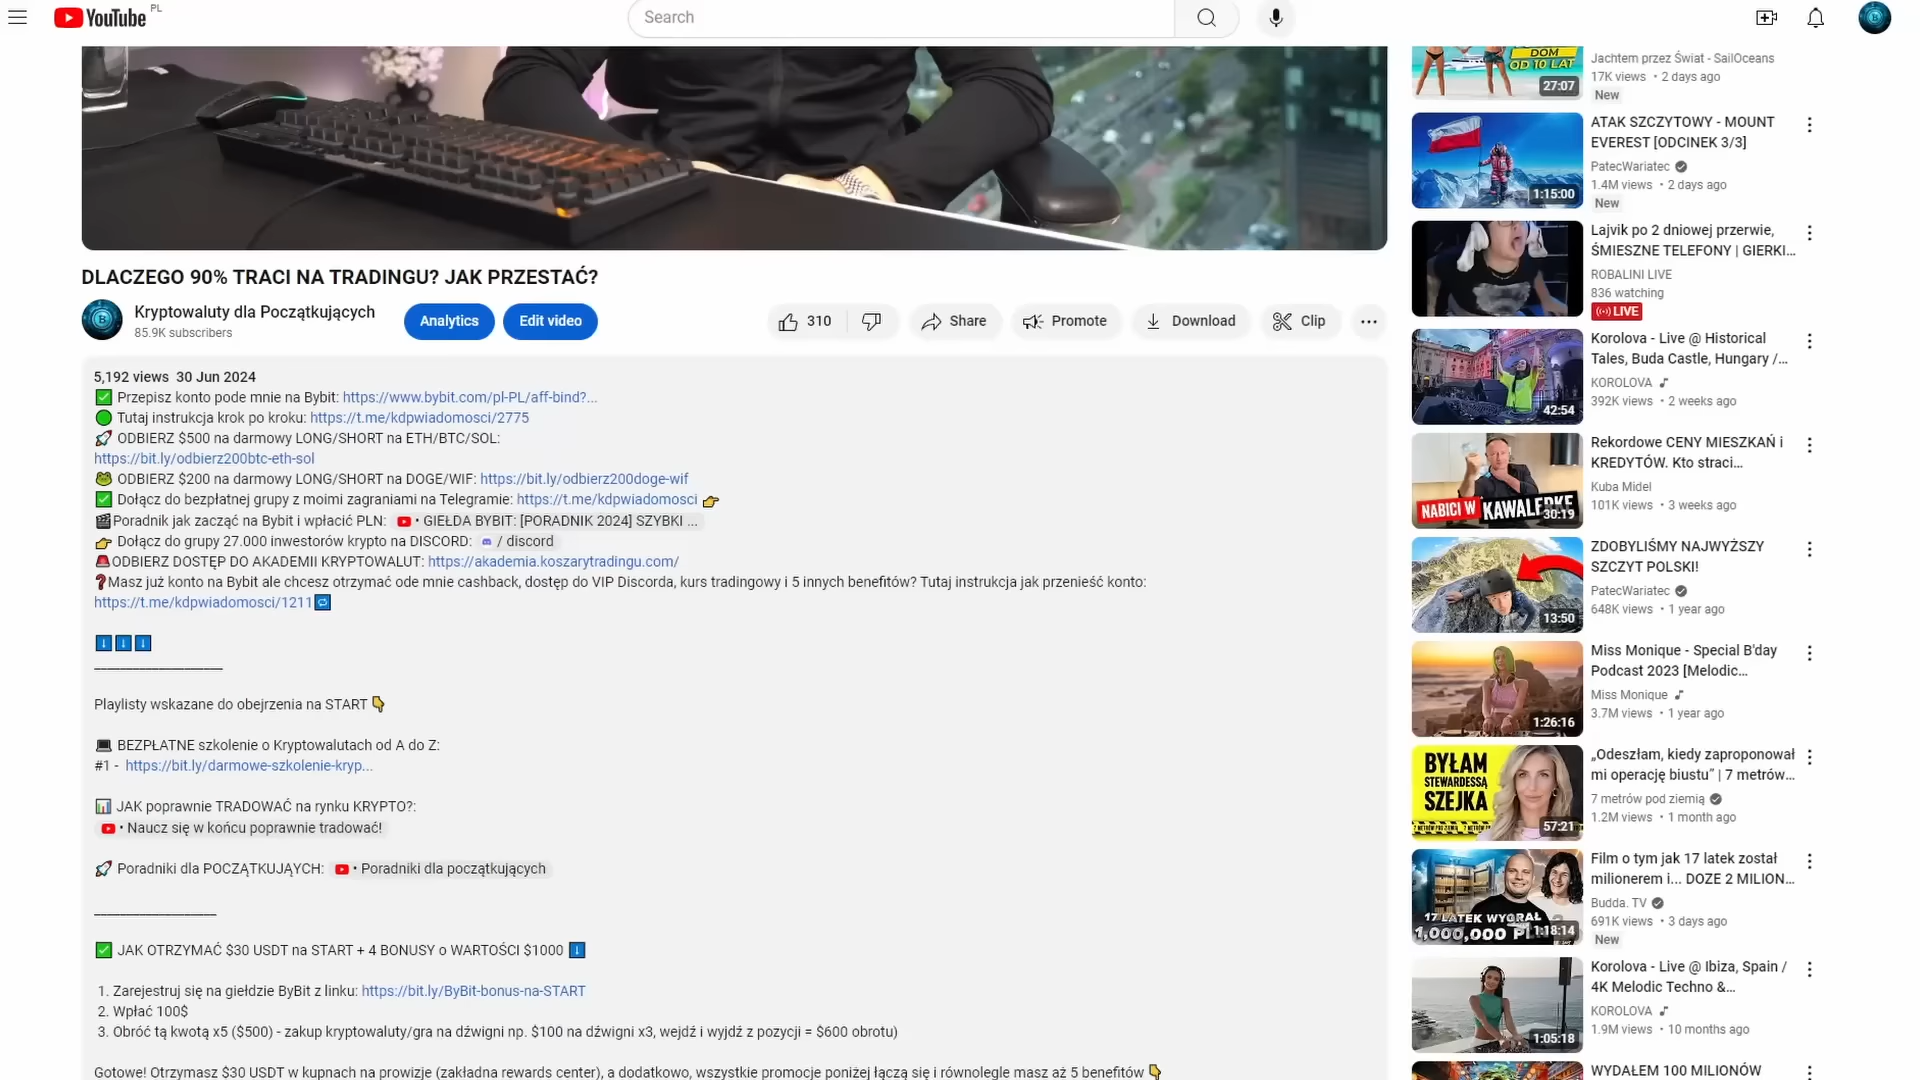 YouTube PL
Search
DLACZEGO 90% TRACI NA TRADINGU? JAK PRZESTAĆ?
Kryptowaluty dla Początkujących
85.9K subscribers
Analytics
Edit video
310
Share
Promote
Download
Clip
5,192 views 30 Jun 2024
✅ Przepisz konto pode mnie na Bybit: https://www.bybit.com/pl-PL/aff-bind?...
🟢 Tutaj instrukcja krok po kroku: https://t.me/kdpwiadomosci/2775
🚀 ODBIERZ $500 na darmowy LONG/SHORT na ETH/BTC/SOL:
https://bit.ly/odbierz200btc-eth-sol
🐸 ODBIERZ $200 na darmowy LONG/SHORT na DOGE/WIF: https://bit.ly/odbierz200doge-wif
✅ Dołącz do bezpłatnej grupy z moimi zagraniami na Telegramie: https://t.me/kdpwiadomosci 👉
🎬Poradnik jak zacząć na Bybit i wpłacić PLN: • GIEŁDA BYBIT: [PORADNIK 2024] SZYBKI ...
👉 Dołącz do grupy 27.000 inwestorów krypto na DISCORD: / discord
🚨ODBIERZ DOSTĘP DO AKADEMII KRYPTOWALUT: https://akademia.koszarytradingu.com/
❓Masz już konto na Bybit ale chcesz otrzymać ode mnie cashback, dostęp do VIP Discorda, kurs tradingowy i 5 innych benefitów? Tutaj instrukcja jak przenieść konto:
https://t.me/kdpwiadomosci/1211🔁
⬇️⬇️⬇️
Playlisty wskazane do obejrzenia na START 👇
💻 BEZPŁATNE szkolenie o Kryptowalutach od A do Z:
#1 - https://bit.ly/darmowe-szkolenie-kryp...
📊 JAK poprawnie TRADOWAĆ na rynku KRYPTO?:
• Naucz się w końcu poprawnie tradować!
🚀 Poradniki dla POCZĄTKUJĄYCH: • Poradniki dla początkujących
✅ JAK OTRZYMAĆ $30 USDT na START + 4 BONUSY o WARTOŚCI $1000 ⬇️
1. Zarejestruj się na giełdzie ByBit z linku: https://bit.ly/ByBit-bonus-na-START
2. Wpłać 100$
3. Obróć tą kwotą x5 ($500) - zakup kryptowaluty/gra na dźwigni np. $100 na dźwigni x3, wejdź i wyjdź z pozycji = $600 obrotu)
Gotowe! Otrzymasz $30 USDT w kupnach na prowizje (zakładna rewards center), a dodatkowo, wszystkie promocje poniżej łączą się i równolegle masz aż 5 benefitów 👇
DOM
OD 10 LAT
27:07
Jachtem przez Świat - SailOceans
17K views • 2 days ago
New
1:15:00
ATAK SZCZYTOWY - MOUNT
EVEREST [ODCINEK 3/3]
PatecWariatec
1.4M views • 2 days ago
New
Lajvik po 2 dniowej przerwie,
ŚMIESZNE TELEFONY | GIERKI...
ROBALINI LIVE
836 watching
LIVE
42:54
Korolova - Live @ Historical
Tales, Buda Castle, Hungary /...
KOROLOVA
392K views • 2 weeks ago
NABICI W KAWALERKĘ
30:19
Rekordowe CENY MIESZKAŃ i
KREDYTÓW. Kto straci...
Kuba Midel
101K views • 3 weeks ago
13:50
ZDOBYLIŚMY NAJWYŻSZY
SZCZYT POLSKI!
PatecWariatec
648K views • 1 year ago
1:26:16
Miss Monique - Special B'day
Podcast 2023 [Melodic...
Miss Monique
3.7M views • 1 year ago
BYŁAM
STEWARDESSĄ
SZEJKA
57:21
„Odeszłam, kiedy zaproponował
mi operację biustu” | 7 metrów...
7 metrów pod ziemią
1.2M views • 1 month ago
17 LATEK WYGRAŁ
1,000,000 PL
1:18:14
Film o tym jak 17 latek został
milionerem i... DOZE 2 MILION...
Budda. TV
691K views • 3 days ago
New
1:05:18
Korolova - Live @ Ibiza, Spain /
4K Melodic Techno &...
KOROLOVA
1.9M views • 10 months ago
WYDAŁEM 100 MILIONÓW